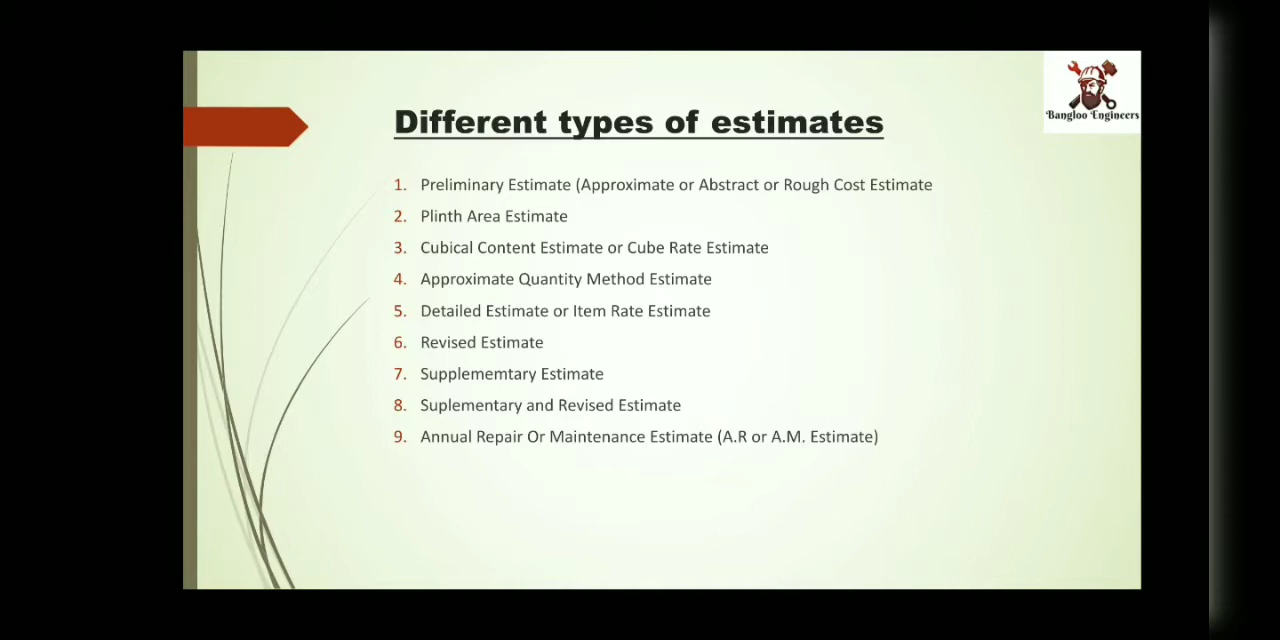 Different types of estimates
Bangloo Engineers
1. Preliminary Estimate (Approximate or Abstract or Rough Cost Estimate
2. Plinth Area Estimate
3. Cubical Content Estimate or Cube Rate Estimate
4. Approximate Quantity Method Estimate
5. Detailed Estimate or Item Rate Estimate
6. Revised Estimate
7. Supplememtary Estimate
8. Suplementary and Revised Estimate
9. Annual Repair Or Maintenance Estimate (A.R or A.M. Estimate)